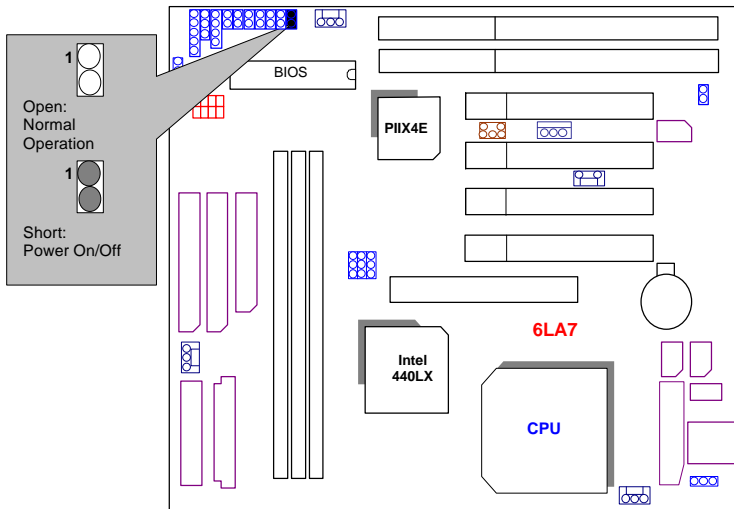 1
Open:
Normal
Operation
1
Short:
Power On/Off
BIOS
PIIX4E
6LA7
Intel
440LX
CPU